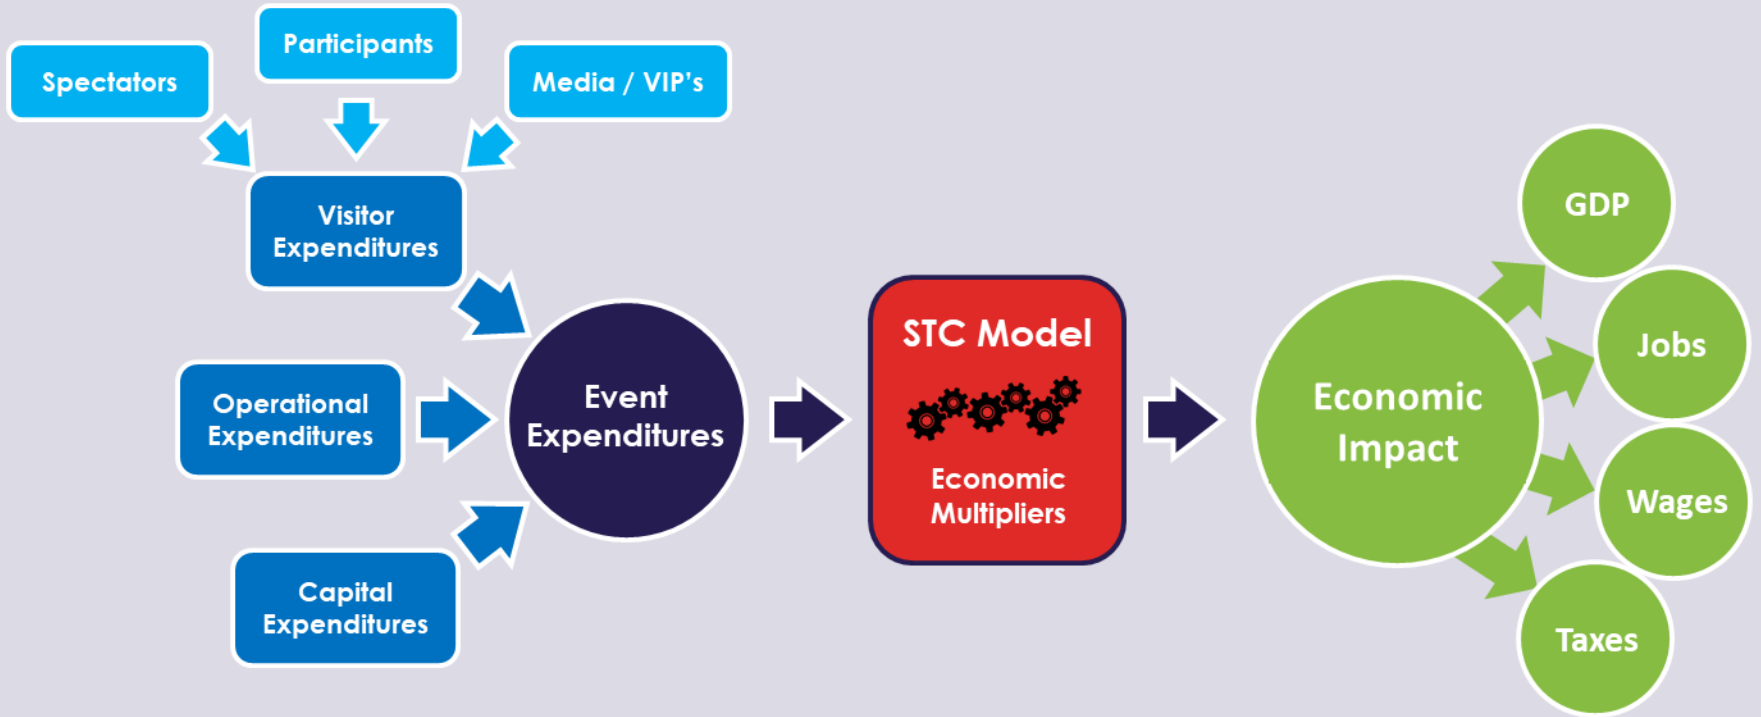 Spectators
Participants
Media / VIP's
Visitor
Expenditures
Operational
Expenditures
Capital
Expenditures
Event
Expenditures
STC Model
Economic
Multipliers
Economic
Impact
GDP
Jobs
Wages
Taxes